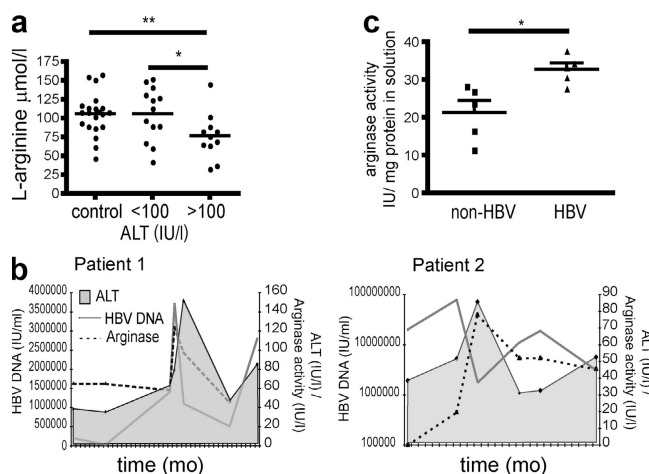 a
**
*
L-arginine μmol/l
175
150
125
100
75
50
25
0
control <100 >100
ALT (IU/l)
c
*
arginase activity
IU/ mg protein in solution
40
30
20
10
0
non-HBV HBV
b
Patient 1
HBV DNA (IU/ml)
4000000
3500000
3000000
2500000
2000000
1500000
1000000
500000
0
ALT
HBV DNA
Arginase
160
140
120
100
80
60
40
20
0
ALT (IU/l) /
Arginase activity (IU/l)
time (mo)
Patient 2
HBV DNA (IU/ml)
100000000
10000000
1000000
100000
90
80
70
60
50
40
30
20
10
0
ALT (IU/l) /
Arginase activity (IU/l)
time (mo)